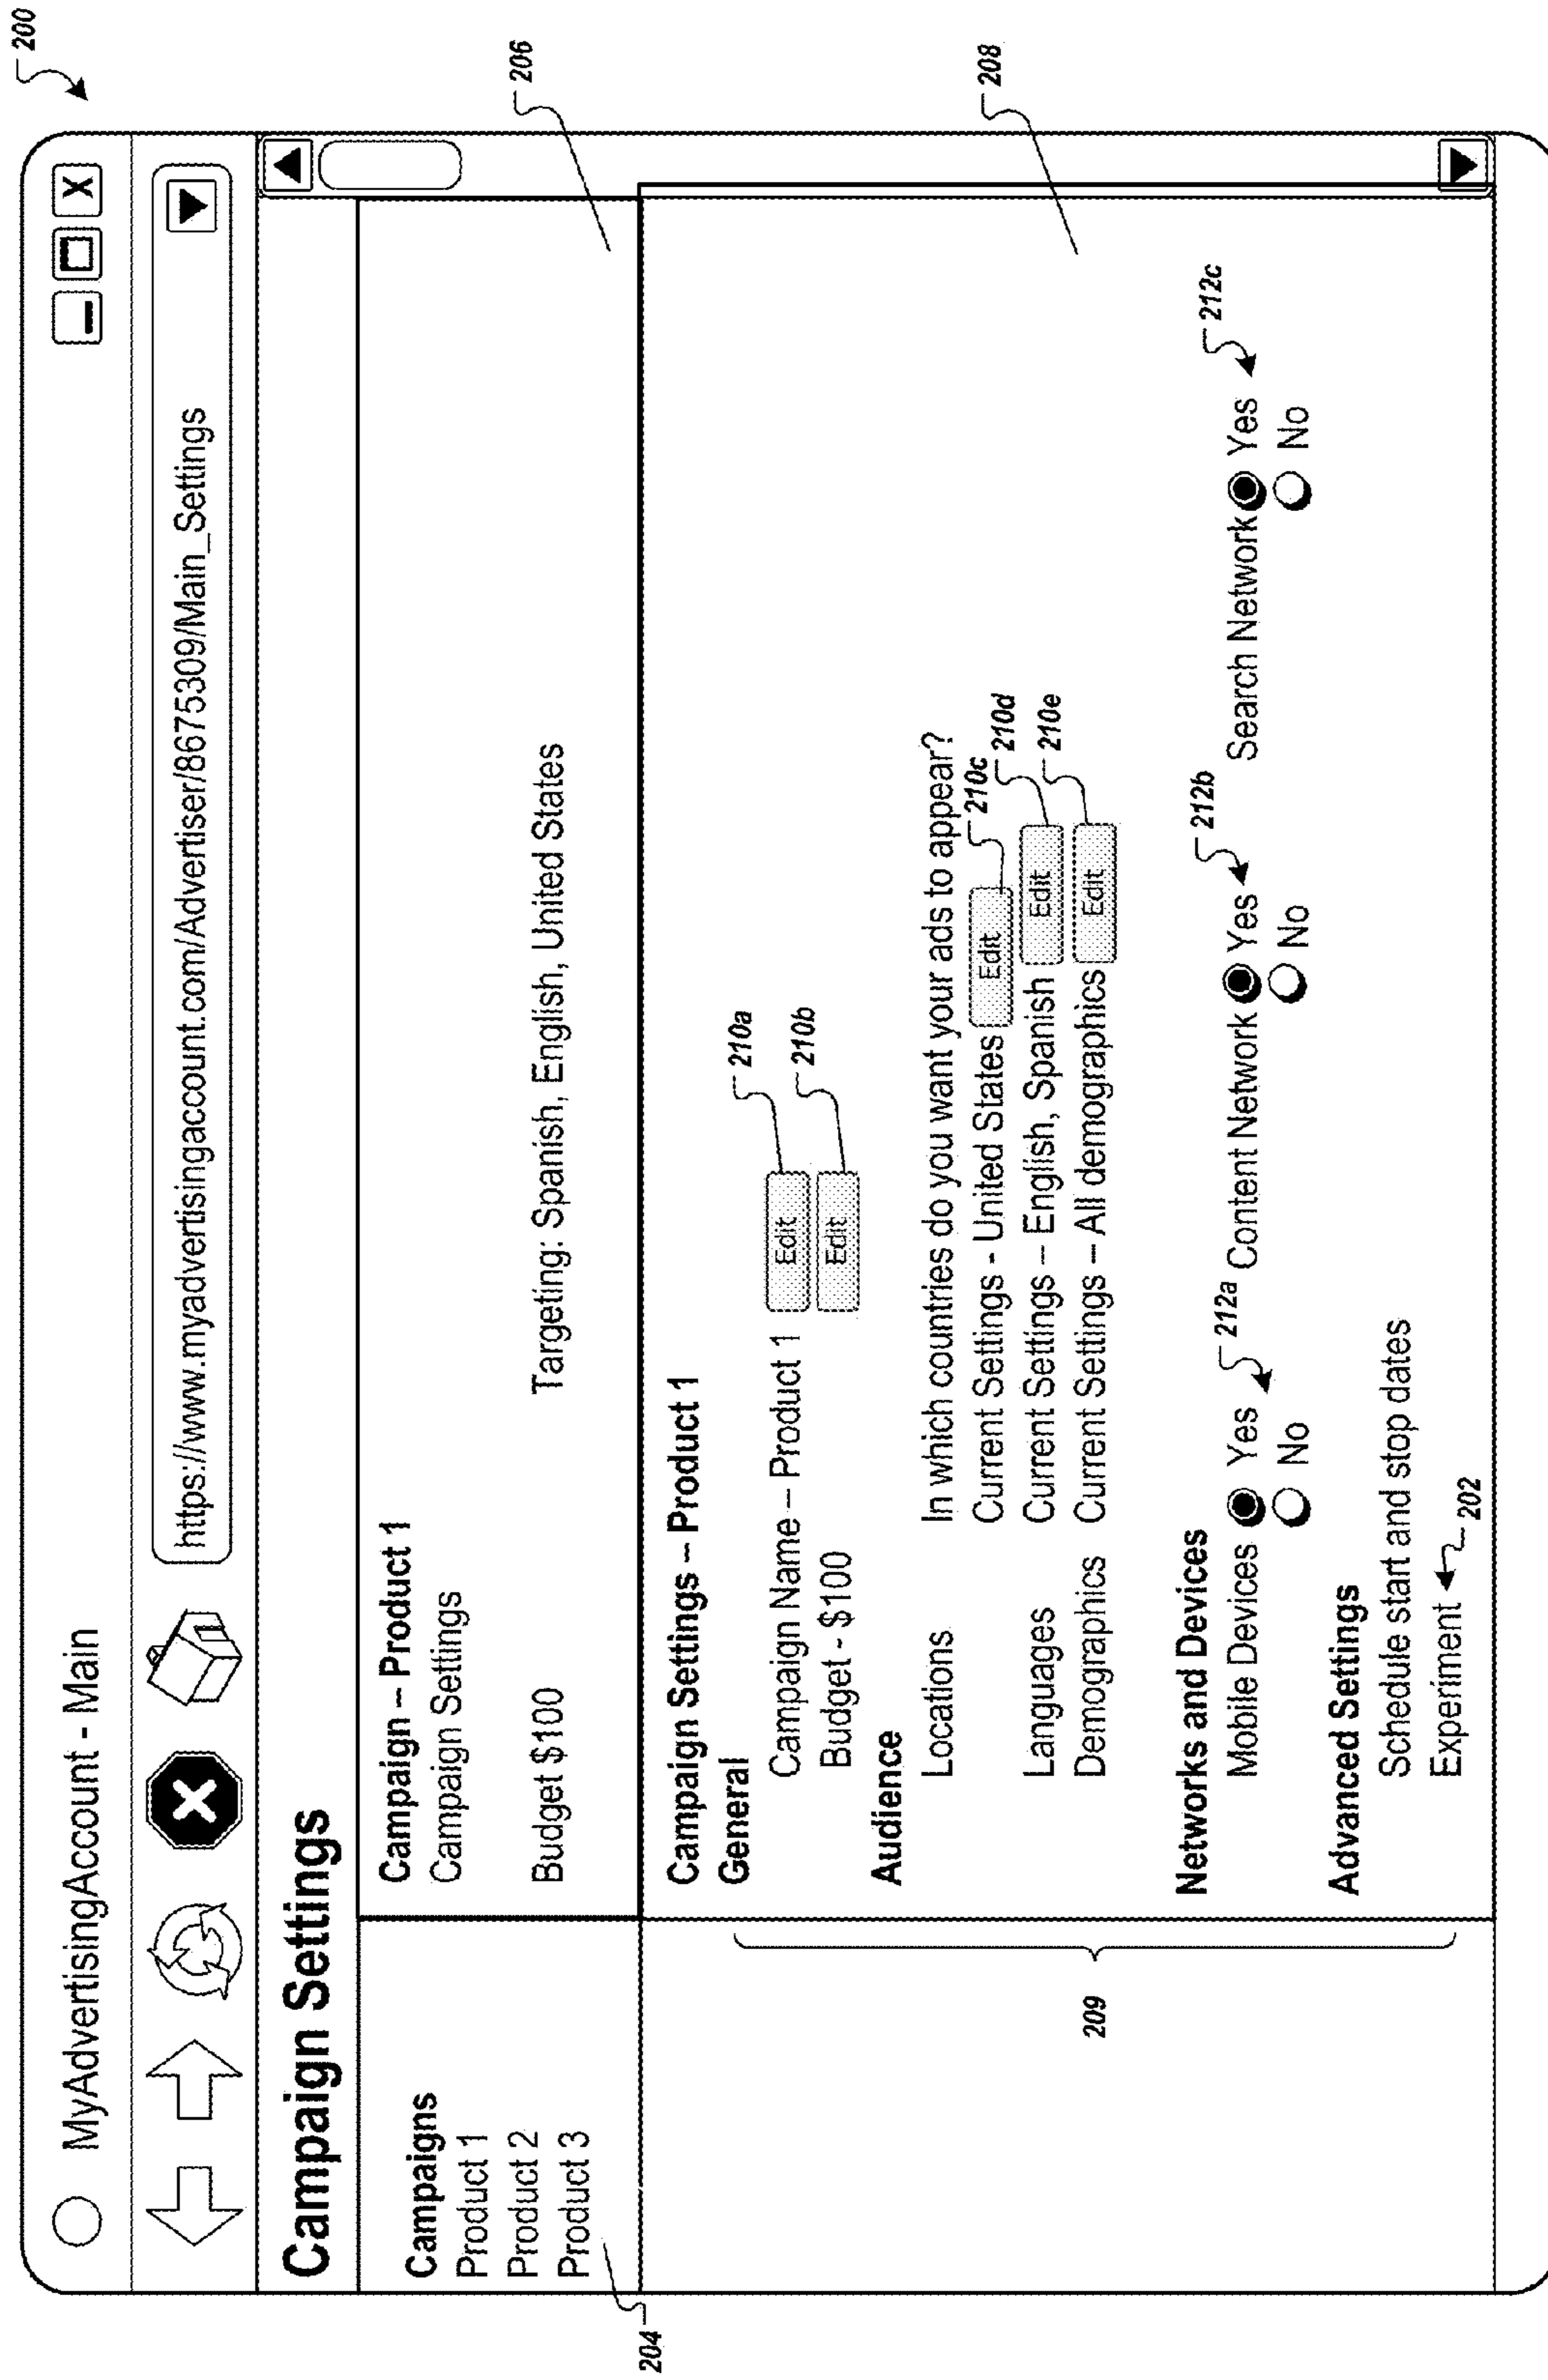 200
MyAdvertisingAccount - Main
X
https://www.myadvertisingaccount.com/Advertiser/8675309/Main_Settings
Campaign Settings
Campaigns
Product 1
Product 2
Product 3
204
Campaign – Product 1
Campaign Settings
Budget $100
Targeting: Spanish, English, United States
206
Campaign Settings – Product 1
General
Campaign Name – Product 1 Edit 210a
Budget - $100 Edit 210b
Audience
Locations In which countries do you want your ads to appear?
Current Settings - United States Edit 210c
Languages Current Settings – English, Spanish Edit 210d
Demographics Current Settings – All demographics Edit 210e
208
209
Networks and Devices
Mobile Devices Yes 212a Content Network Yes 212b Search Network Yes 212c
No No No
Advanced Settings
Schedule start and stop dates
Experiment 202